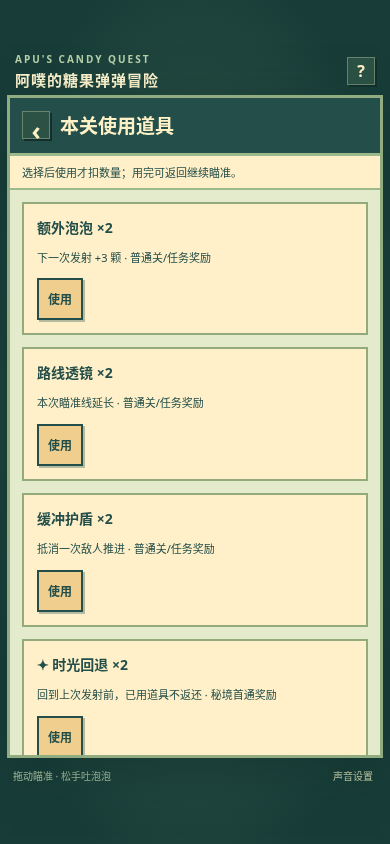 APU'S CANDY QUEST
阿噗的糖果弹弹冒险
?
‹ 本关使用道具
选择后使用才扣数量；用完可返回继续瞄准。
额外泡泡 ×2
下一次发射 +3 颗 · 普通关/任务奖励
使用
路线透镜 ×2
本次瞄准线延长 · 普通关/任务奖励
使用
缓冲护盾 ×2
抵消一次敌人推进 · 普通关/任务奖励
使用
✦ 时光回退 ×2
回到上次发射前，已用道具不返还 · 秘境首通奖励
使用
拖动瞄准 · 松手吐泡泡
声音设置